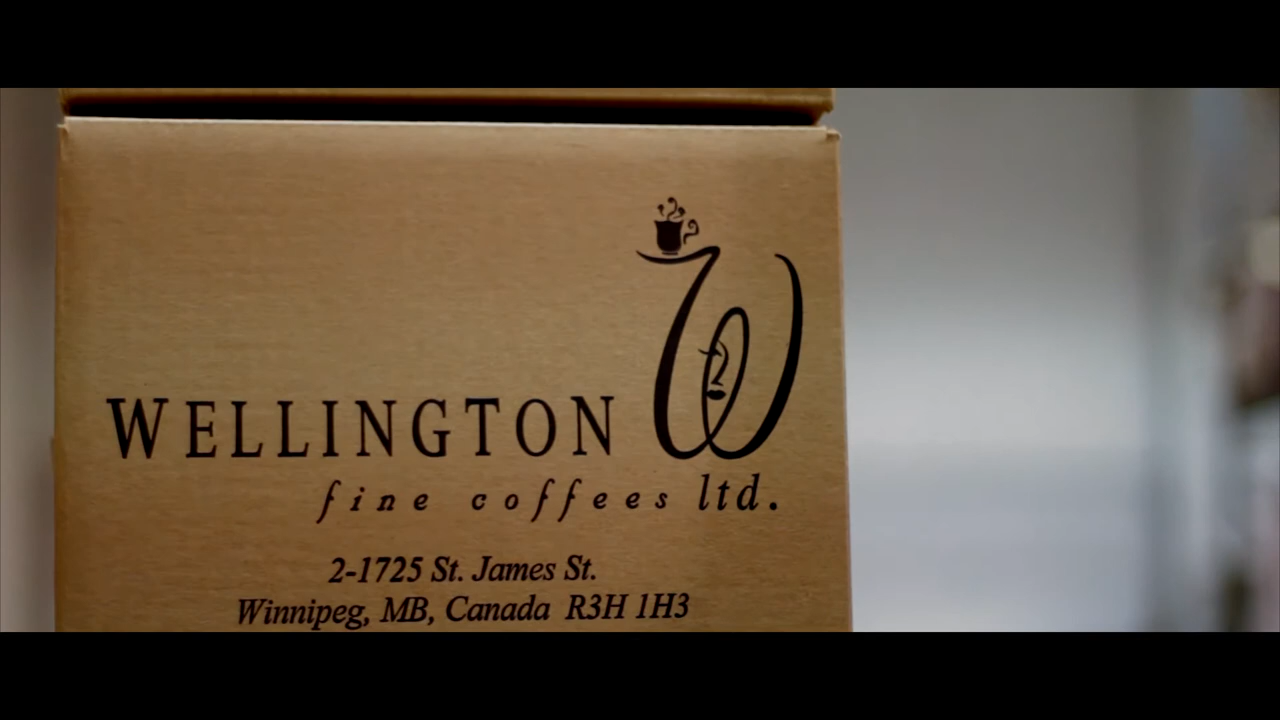 WELLINGTON
fine coffees ltd.
2-1725 St. James St.
Winnipeg, MB, Canada R3H 1H3